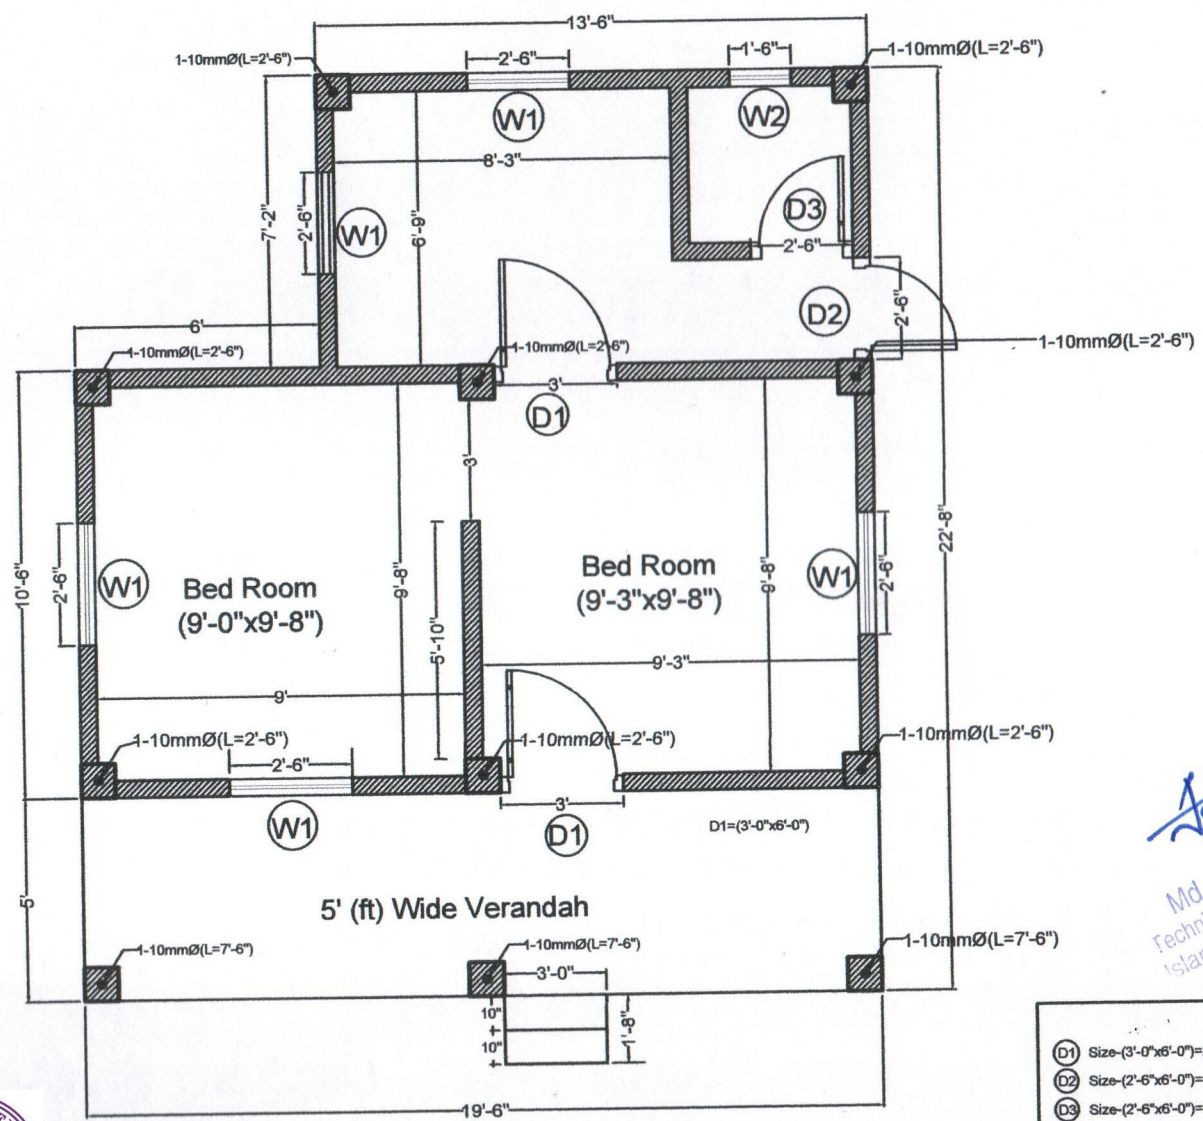 13'-6"
1-10mmØ(L=2'-6")
2'-6"
1'-6"
1-10mmØ(L=2'-6")
W1
W2
8'-3"
7'-2"
2'-6"
W1
6'-9"
D3
2'-6"
D2
2'-6"
6'
1-10mmØ(L=2'-6")
1-10mmØ(L=2'-6")
1-10mmØ(L=2'-6")
3'
D1
3'
10'-6"
2'-6"
W1
Bed Room
(9'-0"x9'-8")
9'-8"
5'-10"
Bed Room
(9'-3"x9'-8")
9'-8"
W1
2'-6"
22'-8"
9'-3"
9'
1-10mmØ(L=2'-6")
1-10mmØ(L=2'-6")
1-10mmØ(L=2'-6")
2'-6"
3'
W1
D1
D1=(3'-0"x6'-0")
5'
5' (ft) Wide Verandah
1-10mmØ(L=7'-6")
1-10mmØ(L=7'-6")
1-10mmØ(L=7'-6")
3'-0"
10"
10"
1'-8"
19'-6"
Md
D1 Size-(3'-0"x6'-0")=
D2 Size-(2'-6"x6'-0")=
D3 Size-(2'-6"x6'-0")=